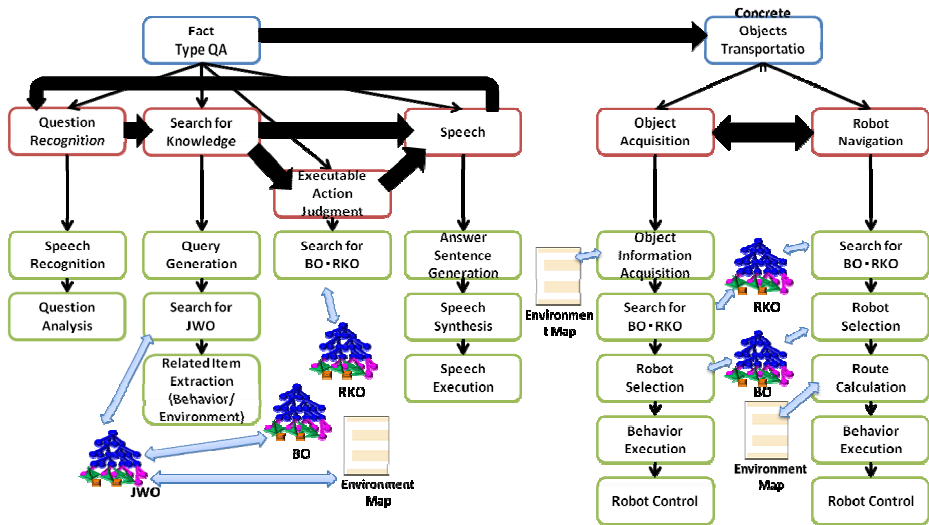 Fact
Type QA
Concrete
Objects
Transportatio
n
Question
Recognition
Search for
Knowledge
Speech
Executable
Action
Judgment
Object
Acquisition
Robot
Navigation
Speech
Recognition
Question
Analysis
Query
Generation
Search for
JWO
Related Item
Extraction
(Behavior/
Environment)
Search for
BO・RKO
Answer
Sentence
Generation
Speech
Synthesis
Speech
Execution
RKO
BO
JWO
Environment
Map
Environmen
t Map
Object
Information
Acquisition
Search for
BO・RKO
Robot
Selection
Behavior
Execution
Robot Control
RKO
BO
Environment
Map
Search for
BO・RKO
Robot
Selection
Route
Calculation
Behavior
Execution
Robot Control